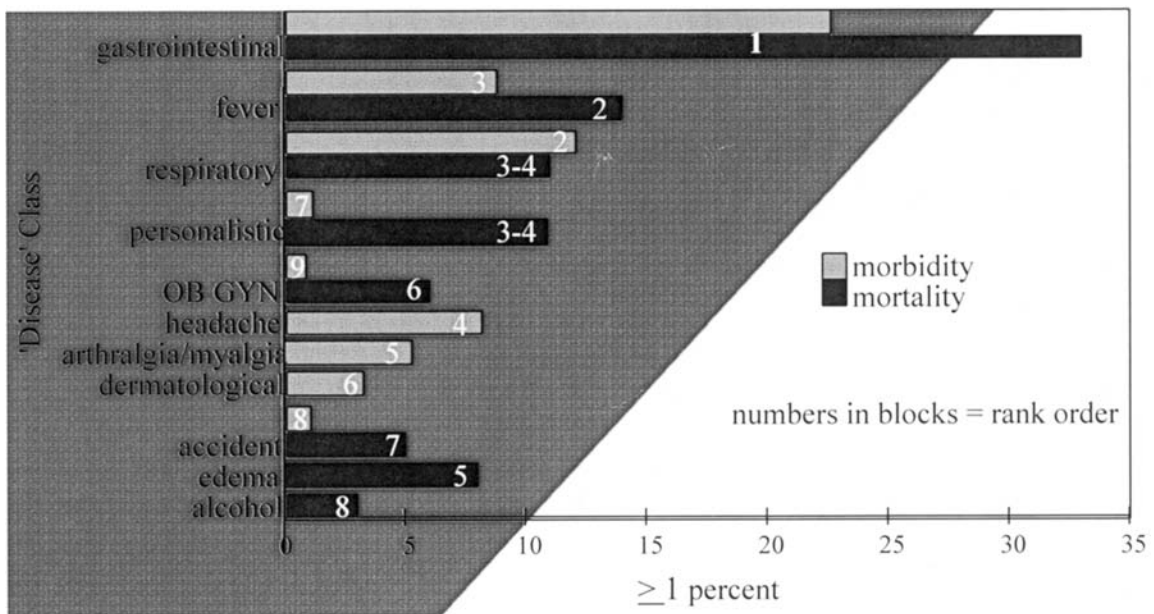 'Disease' Class
gastrointestinal
1
3
fever
2
2
respiratory
3-4
7
personalistic
3-4
9
OB GYN
6
headache
4
arthralgia/myalgia
5
dermatological
6
8
accident
7
edema
5
alcohol
8
morbidity
mortality
numbers in blocks = rank order
0 5 10 15 20 25 30 35
≥ 1 percent